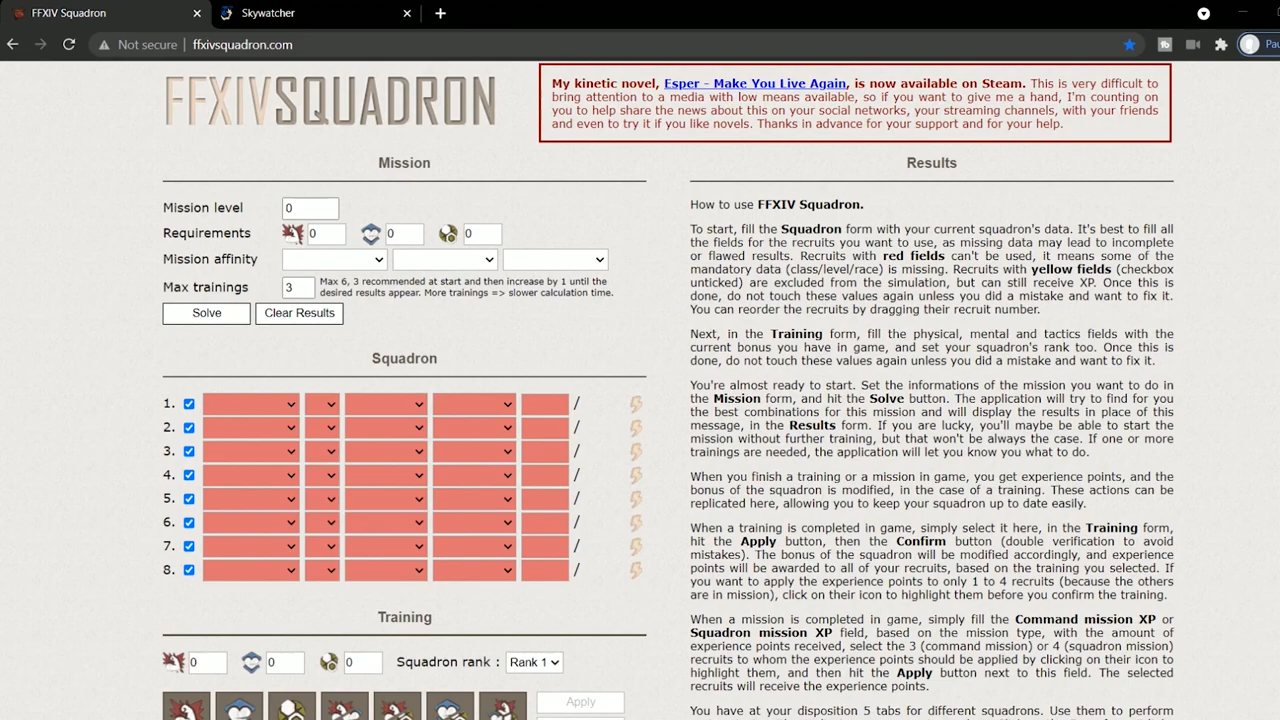 FFXIV Squadron
Skywatcher
Not secure
ffxivsquadron.com
FFXIVSQUADRON
My kinetic novel, Esper - Make You Live Again, is now available on Steam. This is very difficult to
bring attention to a media with low means available, so if you want to give me a hand, I'm counting on
you to help share the news about this on your social networks, your streaming channels, with your friends
and even to try it if you like novels. Thanks in advance for your support and for your help.
Mission
Mission level 0
Requirements 0 0 0
Mission affinity
Max trainings 3
Max 6, 3 recommended at start and then increase by 1 until the
desired results appear. More trainings => slower calculation time.
Solve
Clear Results
Squadron
1. /
2. /
3. /
4. /
5. /
6. /
7. /
8. /
Training
0 0 0 Squadron rank : Rank 1
Apply
Results
How to use FFXIV Squadron.
To start, fill the Squadron form with your current squadron's data. It's best to fill all
the fields for the recruits you want to use, as missing data may lead to incomplete
or flawed results. Recruits with red fields can't be used, it means some of the
mandatory data (class/level/race) is missing. Recruits with yellow fields (checkbox
unticked) are excluded from the simulation, but can still receive XP. Once this is
done, do not touch these values again unless you did a mistake and want to fix it.
You can reorder the recruits by dragging their recruit number.
Next, in the Training form, fill the physical, mental and tactics fields with the
current bonus you have in game, and set your squadron's rank too. Once this is
done, do not touch these values again unless you did a mistake and want to fix it.
You're almost ready to start. Set the informations of the mission you want to do in
the Mission form, and hit the Solve button. The application will try to find for you
the best combinations for this mission and will display the results in place of this
message, in the Results form. If you are lucky, you'll maybe be able to start the
mission without further training, but that won't be always the case. If one or more
trainings are needed, the application will let you know you what to do.
When you finish a training or a mission in game, you get experience points, and the
bonus of the squadron is modified, in the case of a training. These actions can be
replicated here, allowing you to keep your squadron up to date easily.
When a training is completed in game, simply select it here, in the Training form,
hit the Apply button, then the Confirm button (double verification to avoid
mistakes). The bonus of the squadron will be modified accordingly, and experience
points will be awarded to all of your recruits, based on the training you selected. If
you want to apply the experience points to only 1 to 4 recruits (because the others
are in mission), click on their icon to highlight them before you confirm the training.
When a mission is completed in game, simply fill the Command mission XP or
Squadron mission XP field, based on the mission type, with the amount of
experience points received, select the 3 (command mission) or 4 (squadron mission)
recruits to whom the experience points should be applied by clicking on their icon to
highlight them, and then hit the Apply button next to this field. The selected
recruits will receive the experience points.
You have at your disposition 5 tabs for different squadrons. Use them to perform